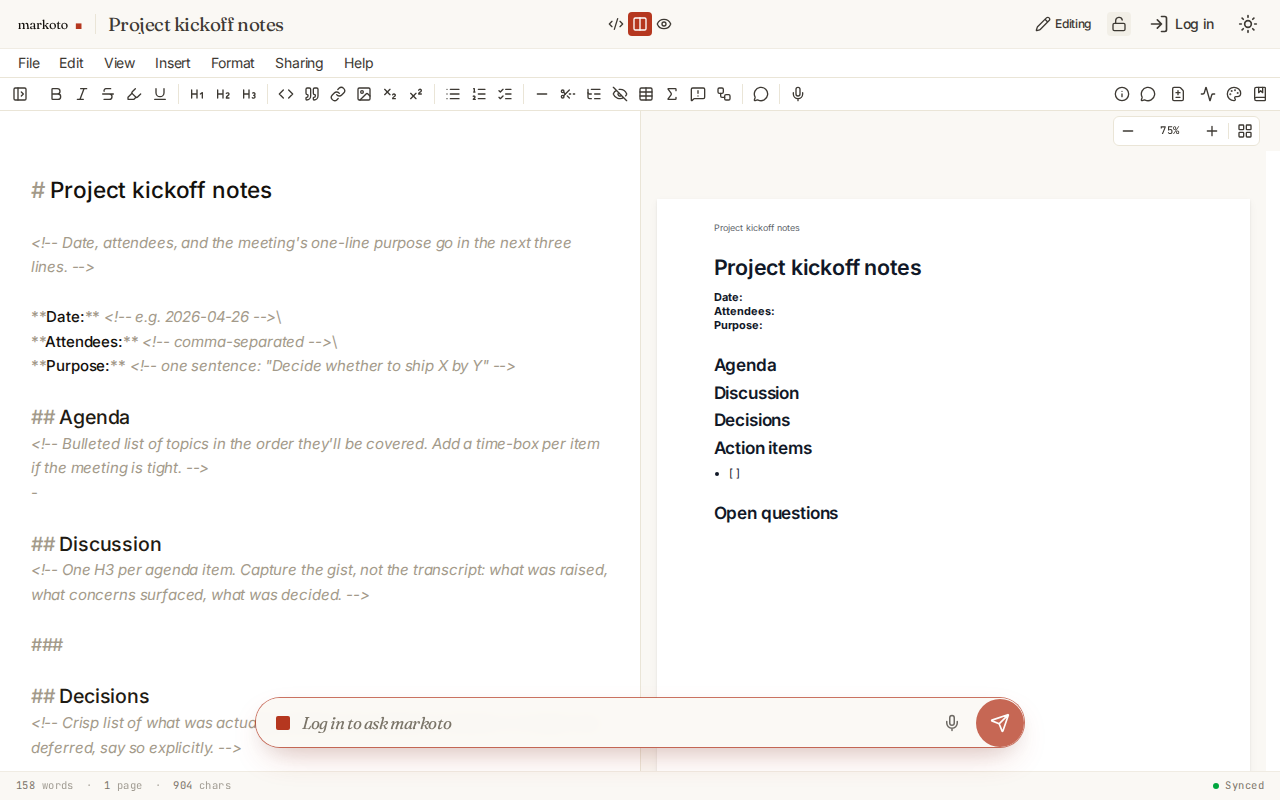 markoto
Project kickoff notes
Editing
Log in
File Edit View Insert Format Sharing Help
75%
# Project kickoff notes
<!-- Date, attendees, and the meeting's one-line purpose go in the next three
lines. -->
**Date:** <!-- e.g. 2026-04-26 -->\
**Attendees:** <!-- comma-separated -->\
**Purpose:** <!-- one sentence: "Decide whether to ship X by Y" -->
## Agenda
<!-- Bulleted list of topics in the order they'll be covered. Add a time-box per item
if the meeting is tight. -->
-
## Discussion
<!-- One H3 per agenda item. Capture the gist, not the transcript: what was raised,
what concerns surfaced, what was decided. -->
###
## Decisions
<!-- Crisp list of what was actua
deferred, say so explicitly. -->
Project kickoff notes
Project kickoff notes
Date:
Attendees:
Purpose:
Agenda
Discussion
Decisions
Action items
• [ ]
Open questions
Log in to ask markoto
158 words · 1 page · 904 chars
Synced